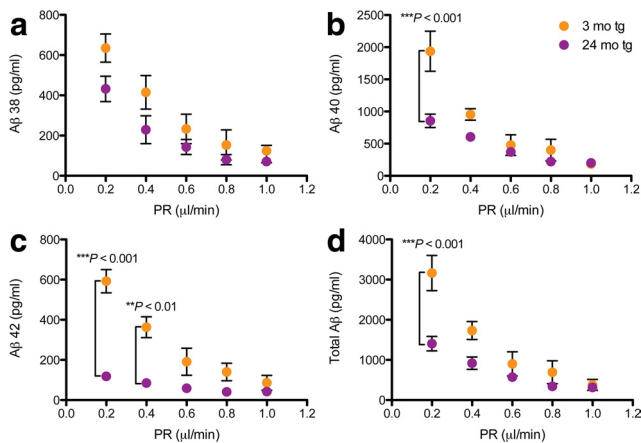 a
Aβ 38 (pg/ml)
800
600
400
200
0
0.0 0.2 0.4 0.6 0.8 1.0 1.2
PR (μl/min)
b
***P < 0.001
3 mo tg
24 mo tg
Aβ 40 (pg/ml)
2500
2000
1500
1000
500
0
0.0 0.2 0.4 0.6 0.8 1.0 1.2
PR (μl/min)
c
***P < 0.001
**P < 0.01
Aβ 42 (pg/ml)
800
600
400
200
0
0.0 0.2 0.4 0.6 0.8 1.0 1.2
PR (μl/min)
d
***P < 0.001
Total Aβ (pg/ml)
4000
3000
2000
1000
0
0.0 0.2 0.4 0.6 0.8 1.0 1.2
PR (μl/min)